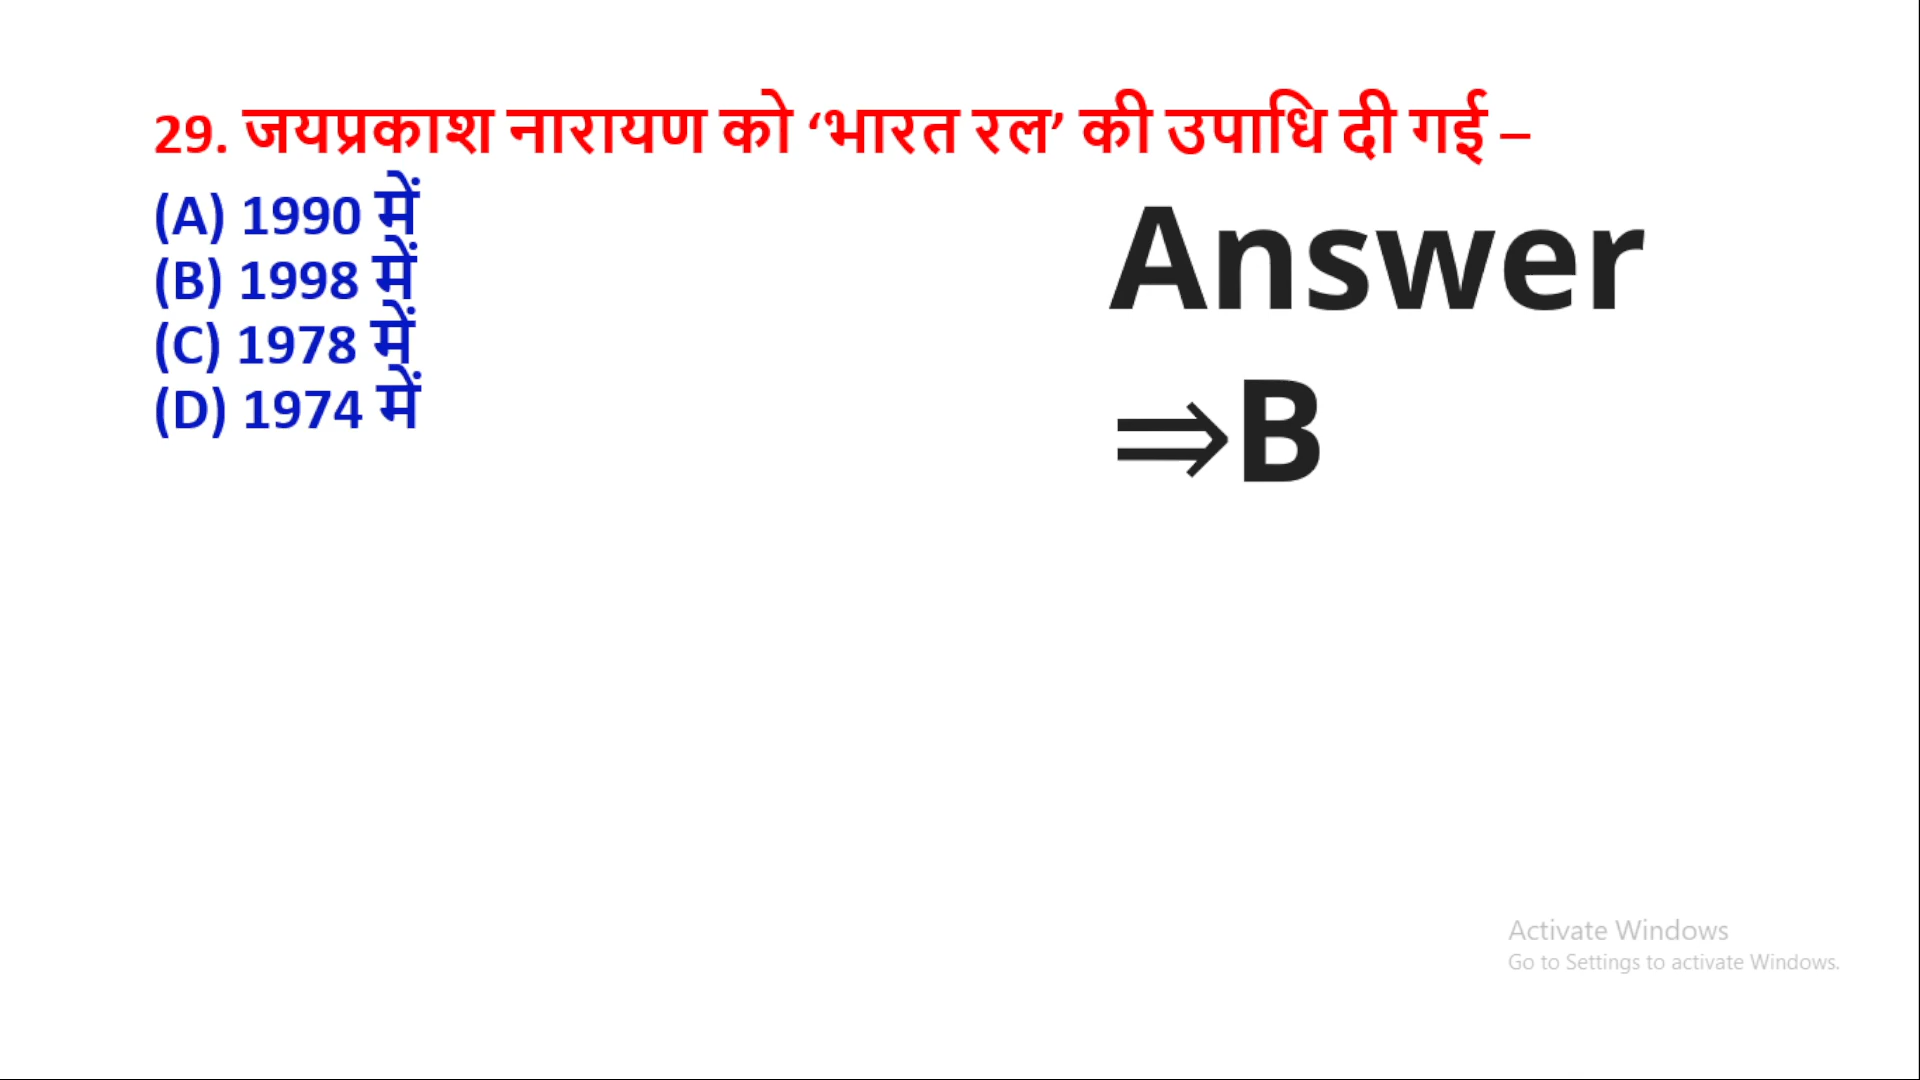 29. जयप्रकाश नारायण को ‘भारत रल’ की उपाधि दी गई –
(A) 1990 में
(B) 1998 में
(C) 1978 में
(D) 1974 में
Answer
⇒B
Activate Windows
Go to Settings to activate Windows.